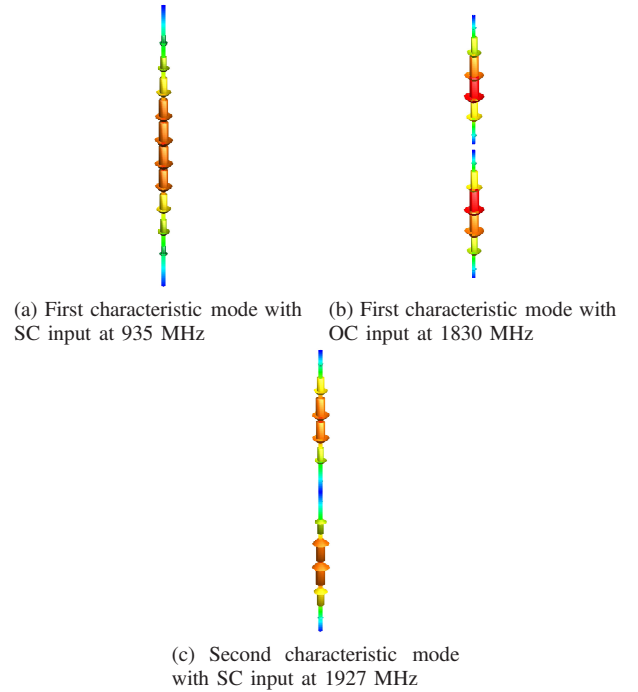 (a) First characteristic mode with
SC input at 935 MHz
(b) First characteristic mode with
OC input at 1830 MHz
(c) Second characteristic mode
with SC input at 1927 MHz